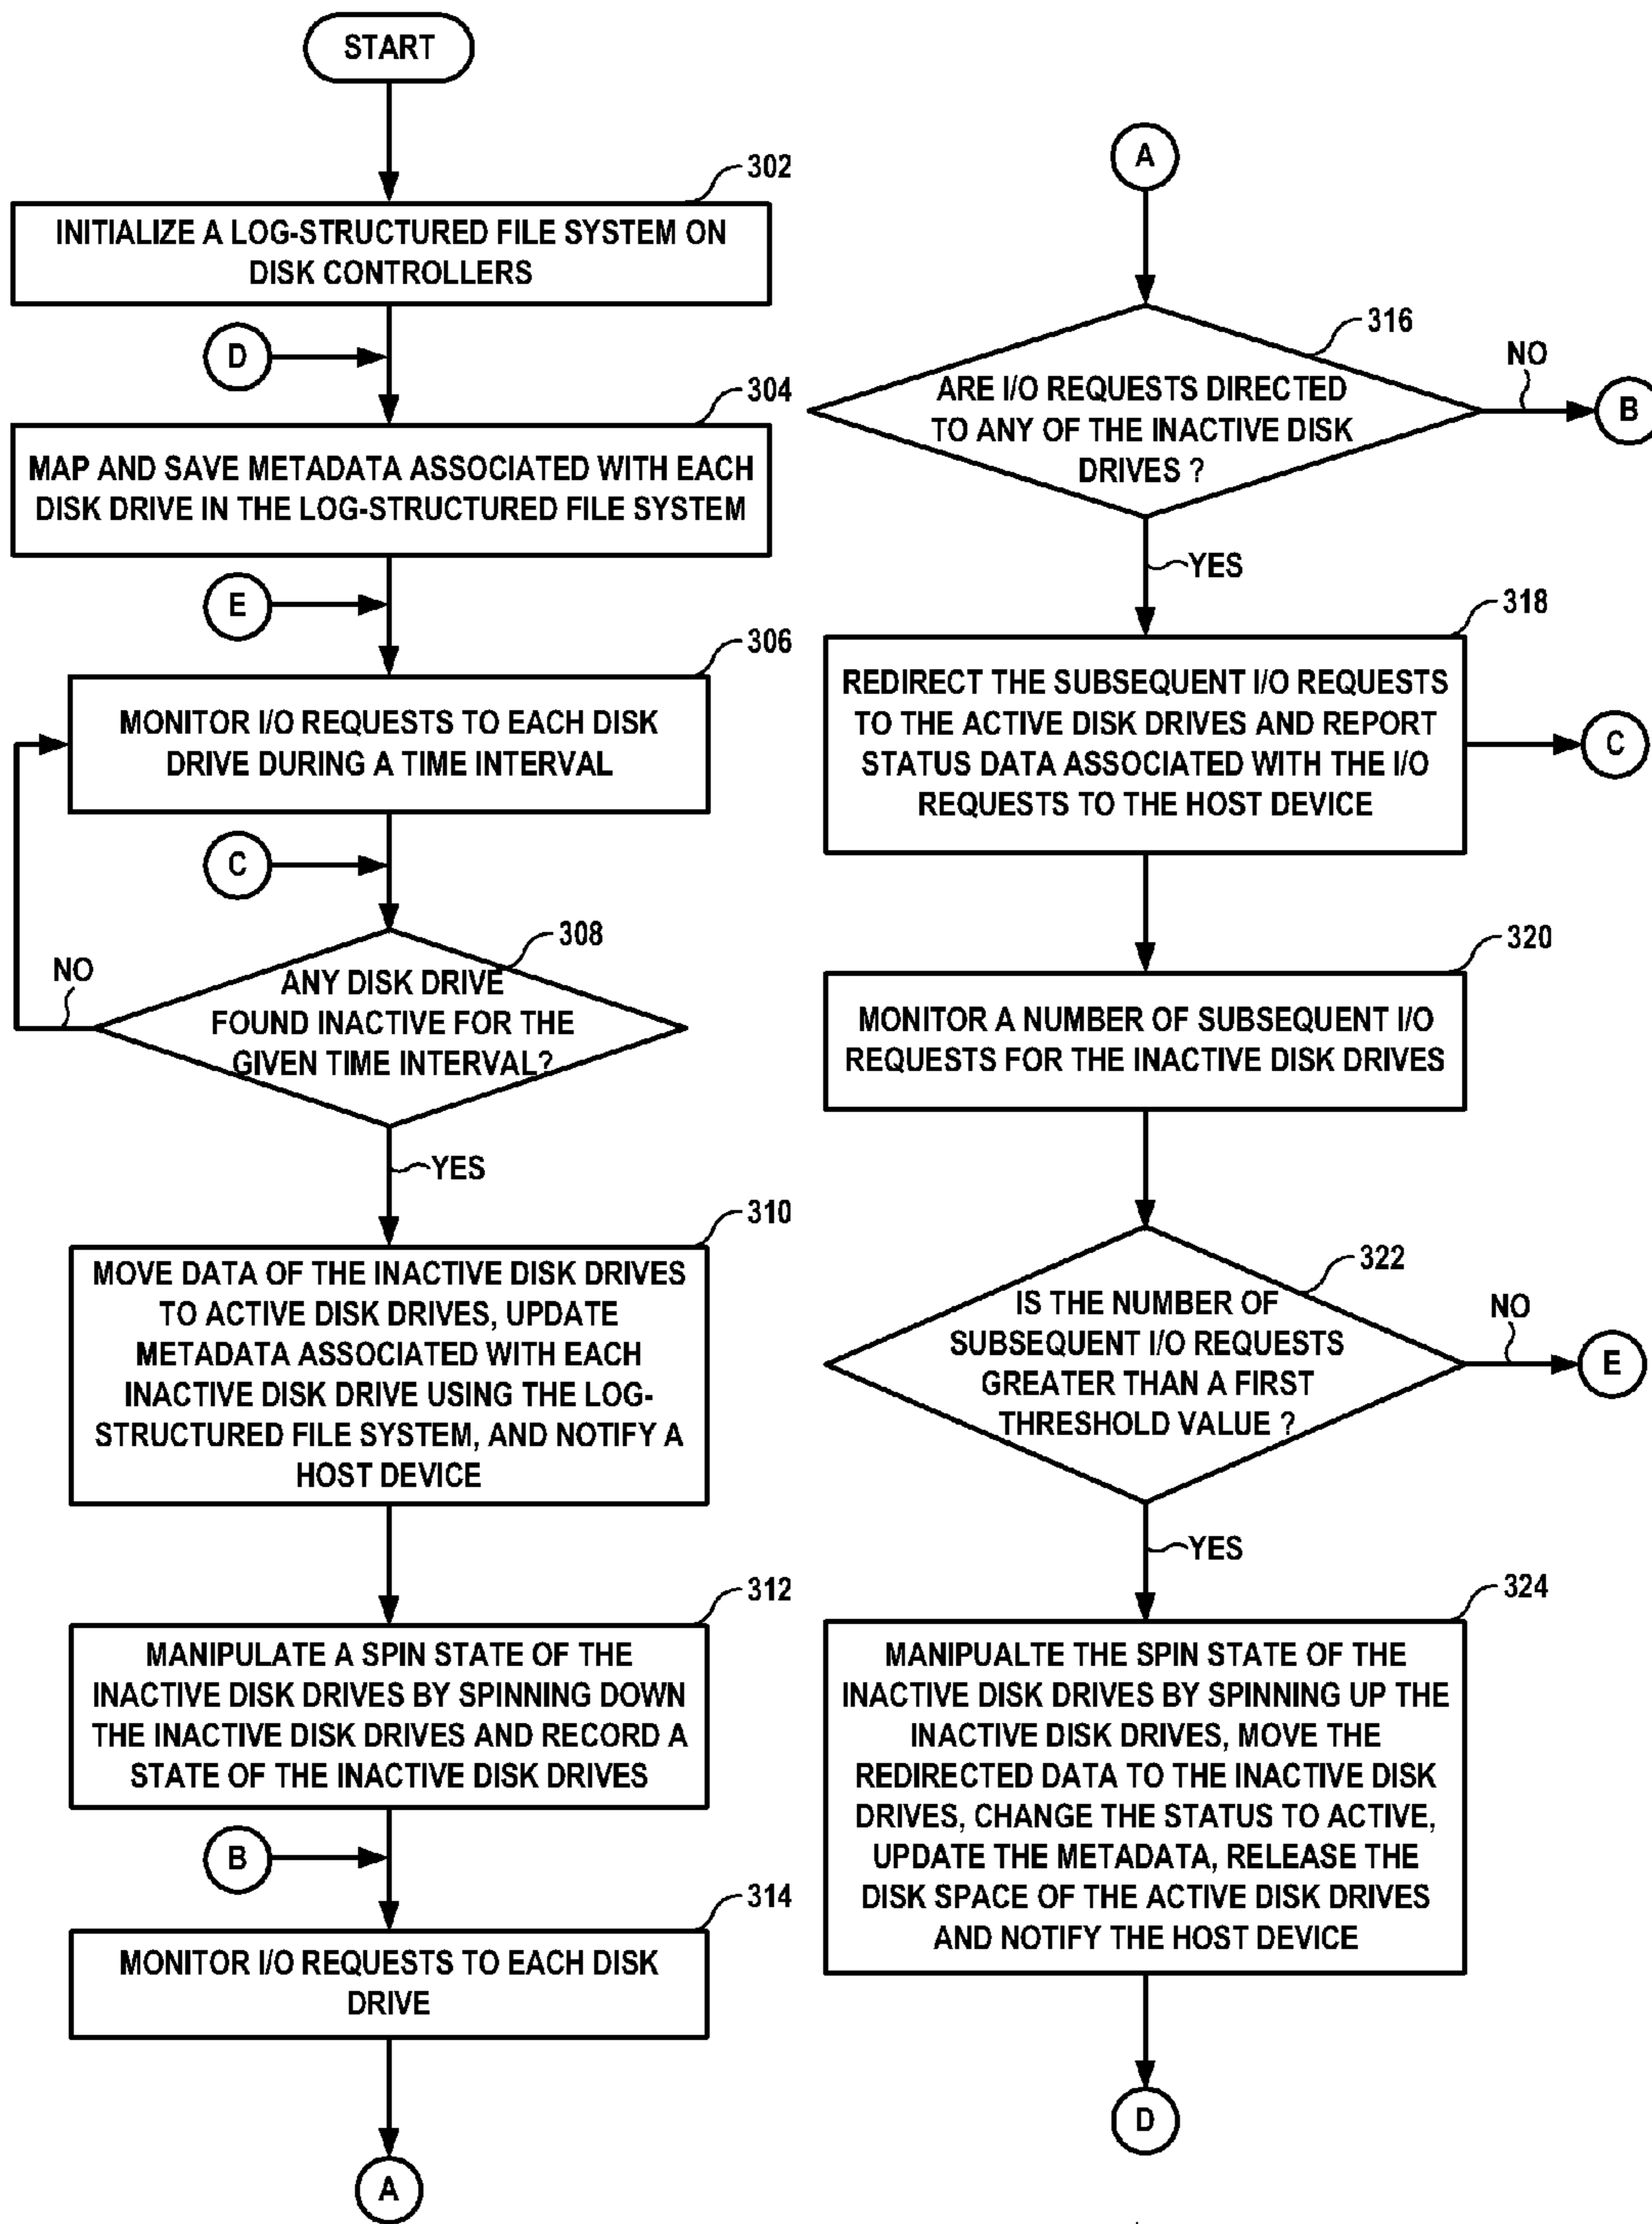 START
302
INITIALIZE A LOG-STRUCTURED FILE SYSTEM ON
DISK CONTROLLERS
D
304
MAP AND SAVE METADATA ASSOCIATED WITH EACH
DISK DRIVE IN THE LOG-STRUCTURED FILE SYSTEM
E
306
MONITOR I/O REQUESTS TO EACH DISK
DRIVE DURING A TIME INTERVAL
C
308
NO
ANY DISK DRIVE
FOUND INACTIVE FOR THE
GIVEN TIME INTERVAL?
YES
310
MOVE DATA OF THE INACTIVE DISK DRIVES
TO ACTIVE DISK DRIVES, UPDATE
METADATA ASSOCIATED WITH EACH
INACTIVE DISK DRIVE USING THE LOG-
STRUCTURED FILE SYSTEM, AND NOTIFY A
HOST DEVICE
312
MANIPULATE A SPIN STATE OF THE
INACTIVE DISK DRIVES BY SPINNING DOWN
THE INACTIVE DISK DRIVES AND RECORD A
STATE OF THE INACTIVE DISK DRIVES
B
314
MONITOR I/O REQUESTS TO EACH DISK
DRIVE
A
A
316
ARE I/O REQUESTS DIRECTED
TO ANY OF THE INACTIVE DISK
DRIVES ?
NO
B
YES
318
REDIRECT THE SUBSEQUENT I/O REQUESTS
TO THE ACTIVE DISK DRIVES AND REPORT
STATUS DATA ASSOCIATED WITH THE I/O
REQUESTS TO THE HOST DEVICE
C
320
MONITOR A NUMBER OF SUBSEQUENT I/O
REQUESTS FOR THE INACTIVE DISK DRIVES
322
IS THE NUMBER OF
SUBSEQUENT I/O REQUESTS
GREATER THAN A FIRST
THRESHOLD VALUE ?
NO
E
YES
324
MANIPUALTE THE SPIN STATE OF THE
INACTIVE DISK DRIVES BY SPINNING UP THE
INACTIVE DISK DRIVES, MOVE THE
REDIRECTED DATA TO THE INACTIVE DISK
DRIVES, CHANGE THE STATUS TO ACTIVE,
UPDATE THE METADATA, RELEASE THE
DISK SPACE OF THE ACTIVE DISK DRIVES
AND NOTIFY THE HOST DEVICE
D